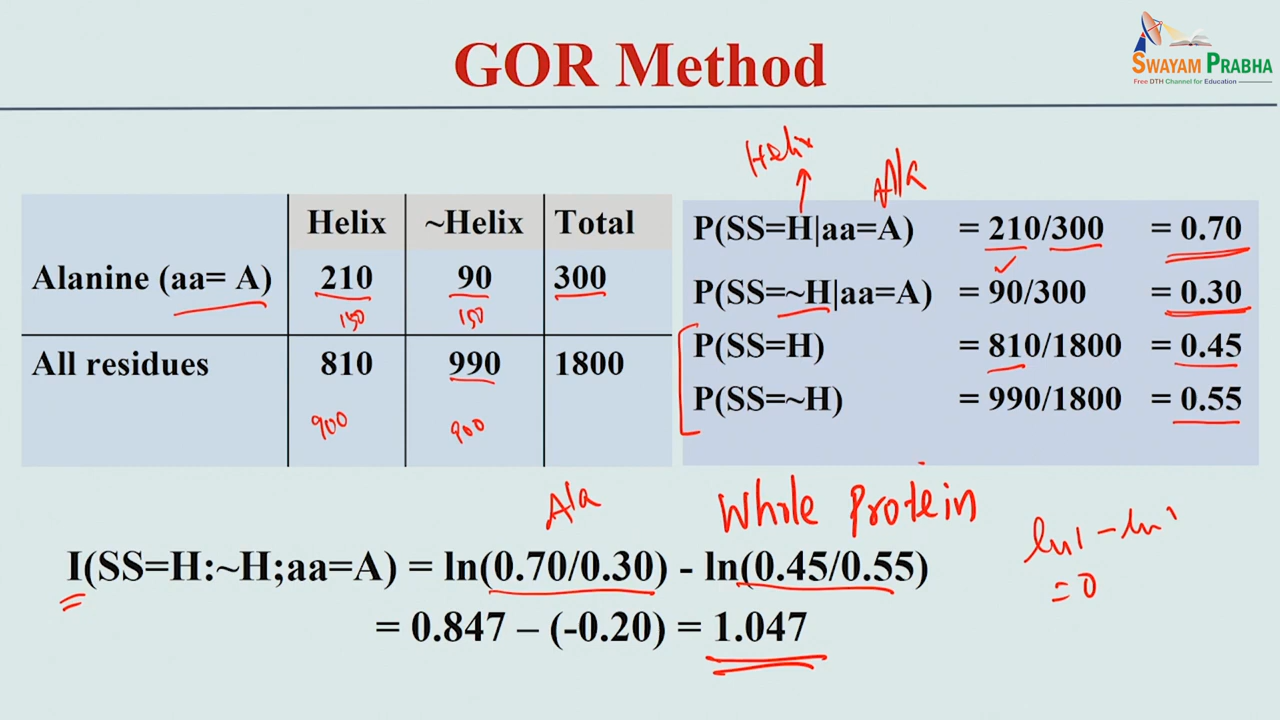 GOR Method
SWAYAM PRABHA
Free DTH Channel for Education
Helix Ala
Helix ~Helix Total
Alanine (aa= A) 210 90 300
150 150
All residues 810 990 1800
900 900
P(SS=H|aa=A) = 210/300 = 0.70
P(SS=~H|aa=A) = 90/300 = 0.30
P(SS=H) = 810/1800 = 0.45
P(SS=~H) = 990/1800 = 0.55
Ala Whole Protein
ln1 - ln1
= 0
I(SS=H:~H;aa=A) = ln(0.70/0.30) - ln(0.45/0.55)
= 0.847 – (-0.20) = 1.047